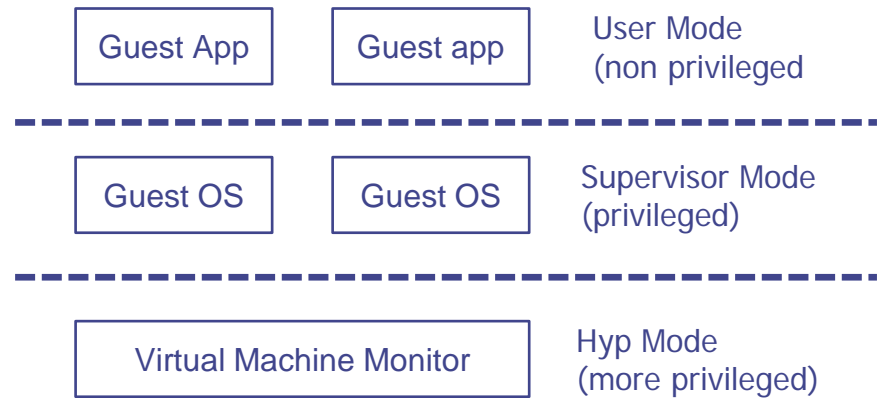 Guest App
Guest app
User Mode
(non privileged
Guest OS
Guest OS
Supervisor Mode
(privileged)
Virtual Machine Monitor
Hyp Mode
(more privileged)